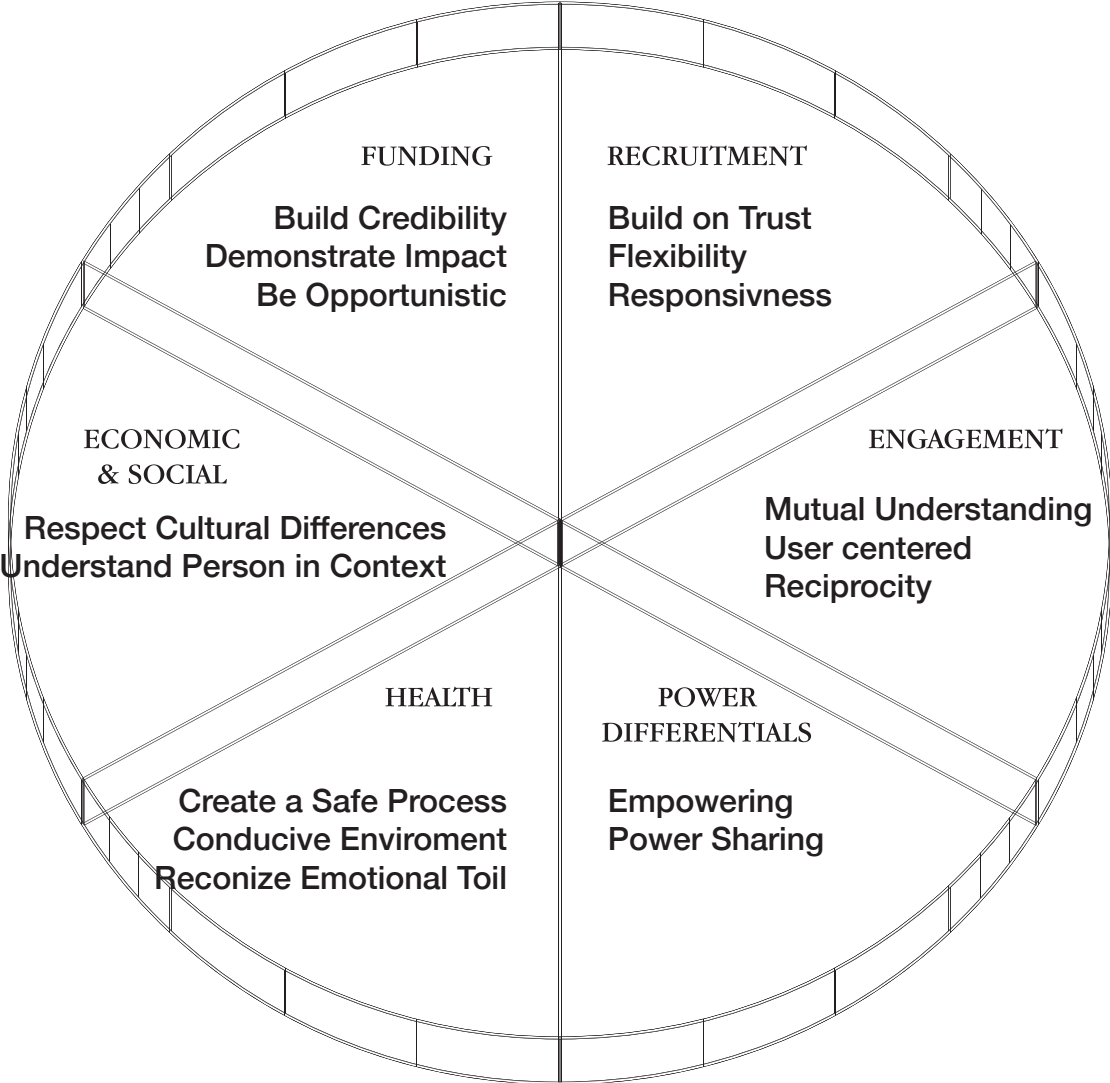 FUNDING
Build Credibility
Demonstrate Impact
Be Opportunistic
RECRUITMENT
Build on Trust
Flexibility
Responsivness
ECONOMIC
& SOCIAL
Respect Cultural Differences
Understand Person in Context
ENGAGEMENT
Mutual Understanding
User centered
Reciprocity
HEALTH
Create a Safe Process
Conducive Enviroment
Reconize Emotional Toil
POWER
DIFFERENTIALS
Empowering
Power Sharing